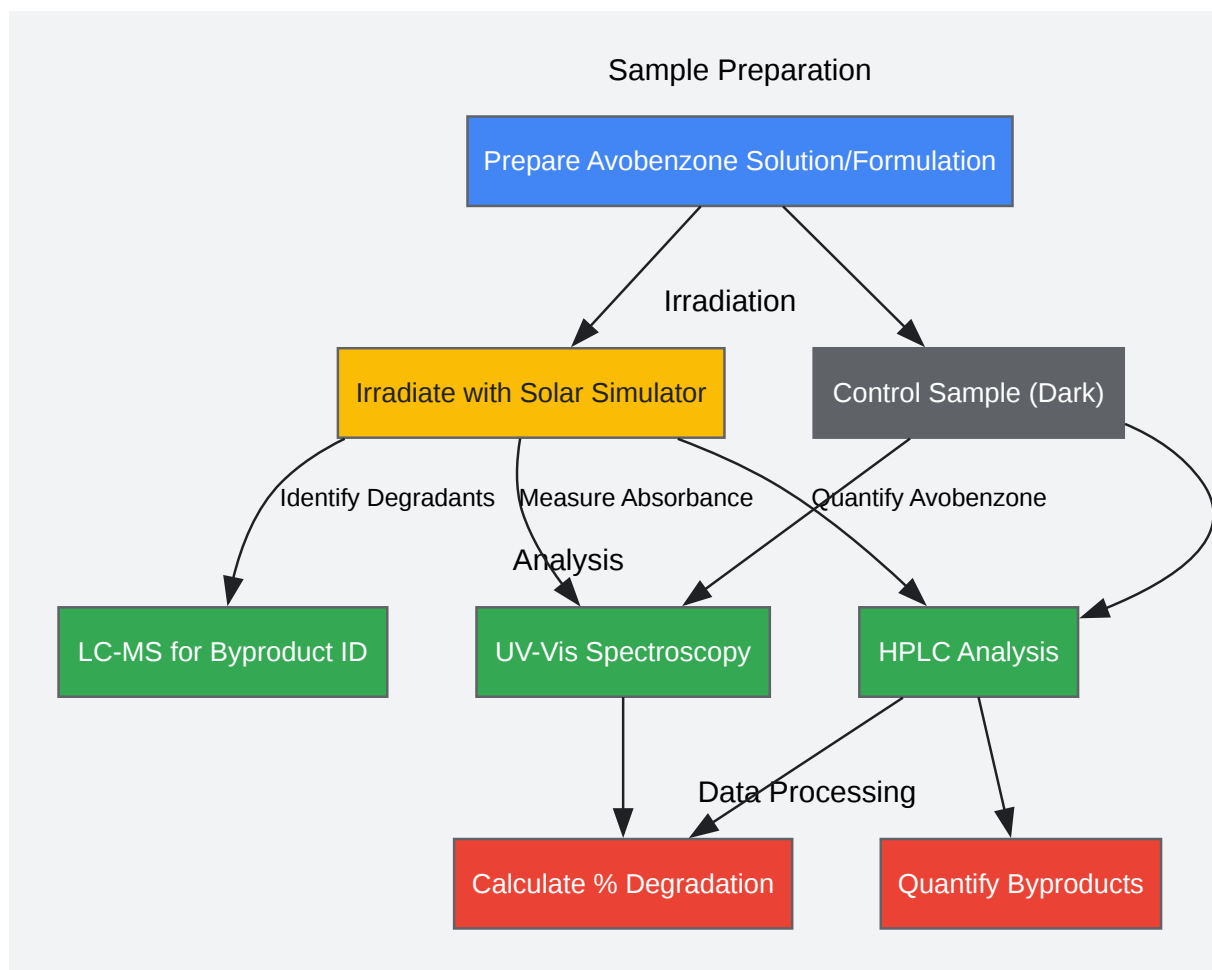 Sample Preparation
Prepare Avobenzone Solution/Formulation
Irradiation
Irradiate with Solar Simulator
Control Sample (Dark)
Identify Degradants
Measure Absorbance
Quantify Avobenzone
Analysis
LC-MS for Byproduct ID
UV-Vis Spectroscopy
HPLC Analysis
Data Processing
Calculate % Degradation
Quantify Byproducts